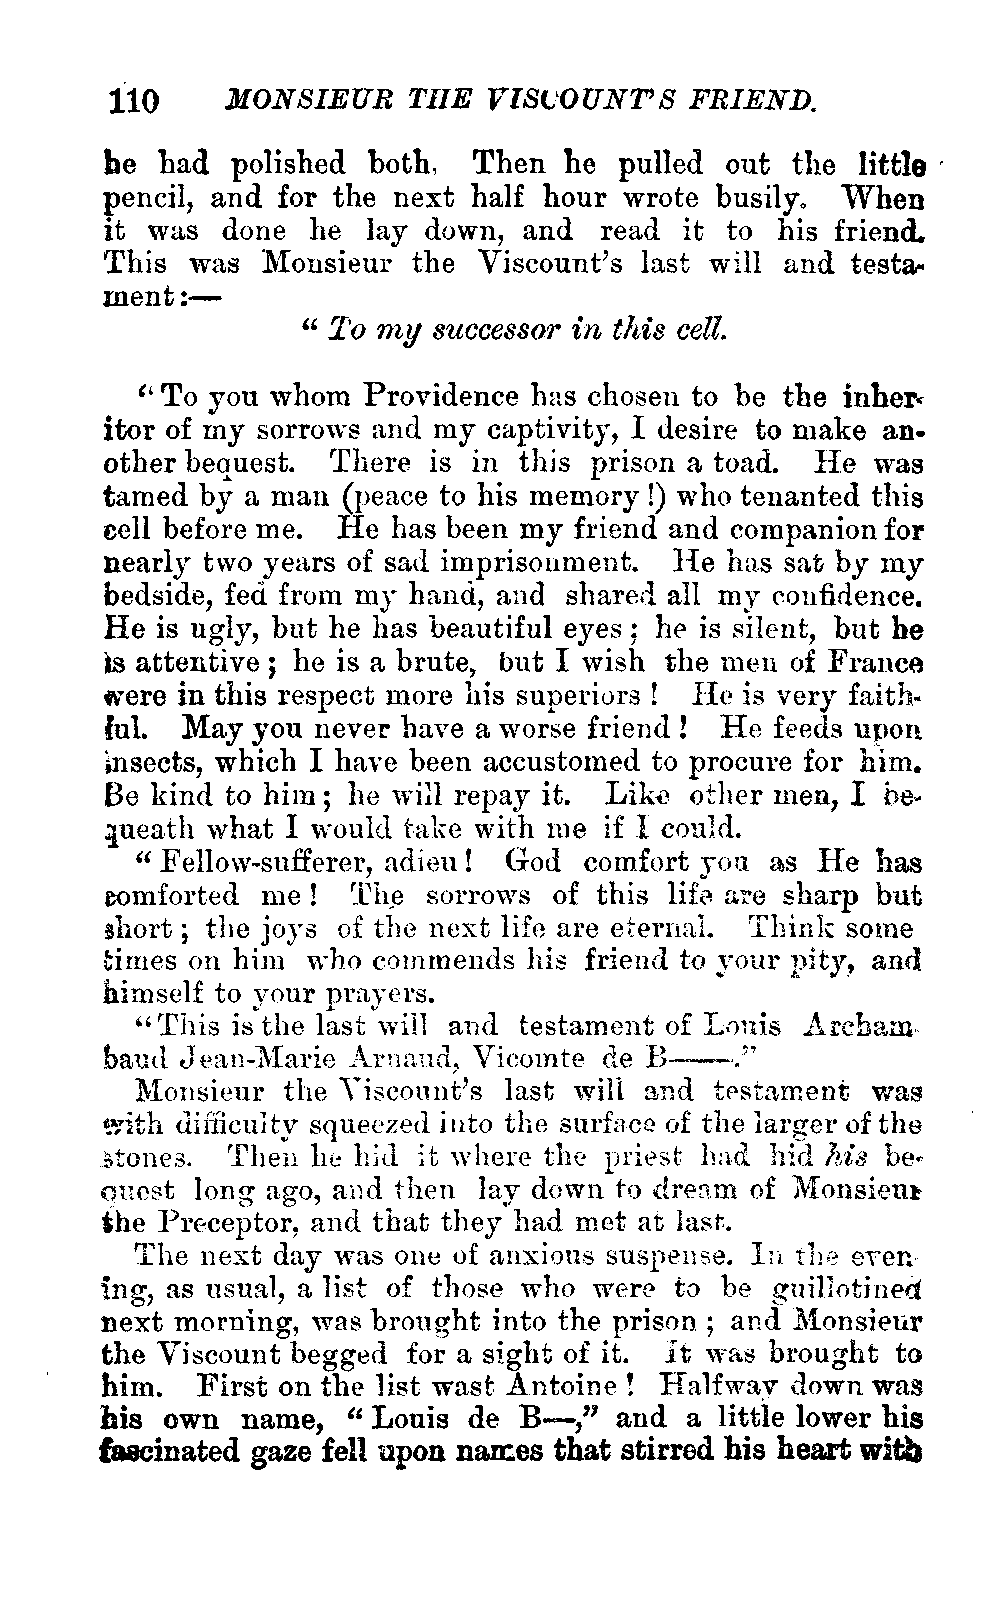 110 MONSIEUR THE VISCOUNT'S FRIEND.
he had polished both. Then he pulled out the little
pencil, and for the next half hour wrote busily. When
it was done he lay down, and read it to his friend.
This was Monsieur the Viscount's last will and testa-
ment:—
“ To my successor in this cell.
“ To you whom Providence has chosen to be the inher-
itor of my sorrows and my captivity, I desire to make an-
other bequest. There is in this prison a toad. He was
tamed by a man (peace to his memory!) who tenanted this
cell before me. He has been my friend and companion for
nearly two years of sad imprisonment. He has sat by my
bedside, fed from my hand, and shared all my confidence.
He is ugly, but he has beautiful eyes; he is silent, but he
is attentive; he is a brute, but I wish the men of France
were in this respect more his superiors! He is very faith-
ful. May you never have a worse friend! He feeds upon
insects, which I have been accustomed to procure for him.
Be kind to him; he will repay it. Like other men, I be-
queath what I would take with me if I could.
“ Fellow-sufferer, adieu! God comfort you as He has
comforted me! The sorrows of this life are sharp but
short; the joys of the next life are eternal. Think some
times on him who commends his friend to your pity, and
himself to your prayers.
“This is the last will and testament of Louis Archam-
baud Jean-Marie Arnaud, Vicomte de B——.”
Monsieur the Viscount's last will and testament was
with difficulty squeezed into the surface of the larger of the
stones. Then he hid it where the priest had hid his be-
quest long ago, and then lay down to dream of Monsieur
the Preceptor, and that they had met at last.
The next day was one of anxious suspense. In the even-
ing, as usual, a list of those who were to be guillotined
next morning, was brought into the prison; and Monsieur
the Viscount begged for a sight of it. It was brought to
him. First on the list wast Antoine! Halfway down was
his own name, “Louis de B—,” and a little lower his
fascinated gaze fell upon names that stirred his heart with